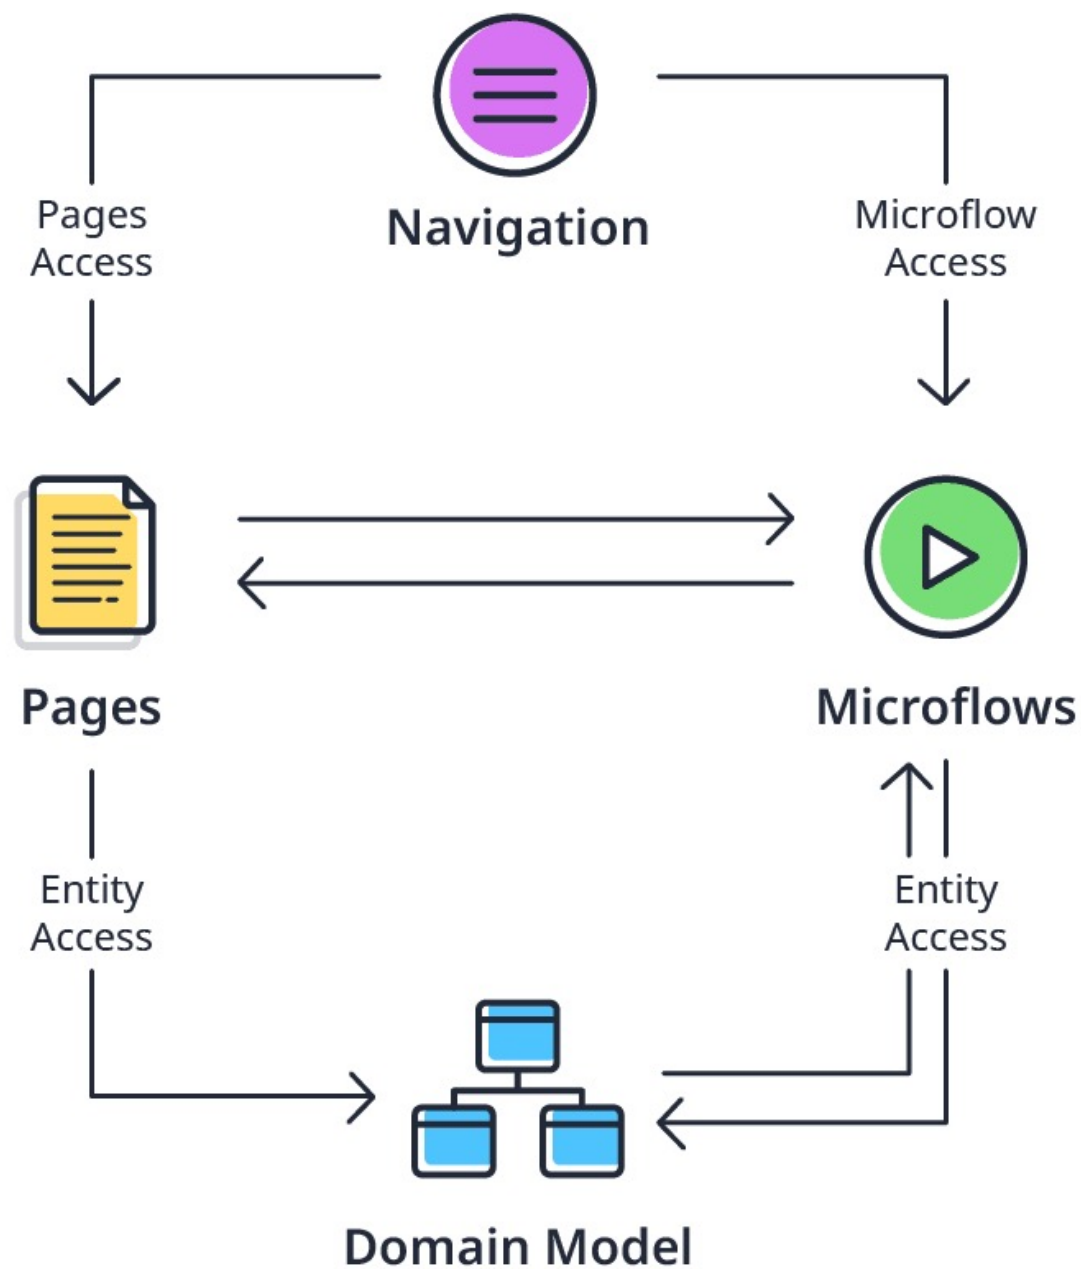 Navigation
Pages
Access
Microflow
Access
Pages
Microflows
Entity
Access
Entity
Access
Domain Model